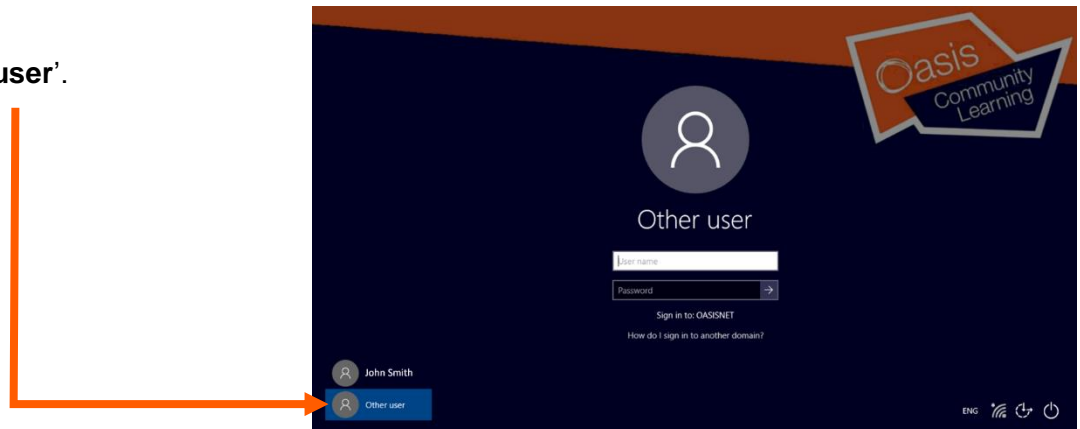 user’.
Oasis
Community
Learning
Other user
User name
Password
Sign in to: OASISNET
How do I sign in to another domain?
John Smith
Other user
ENG